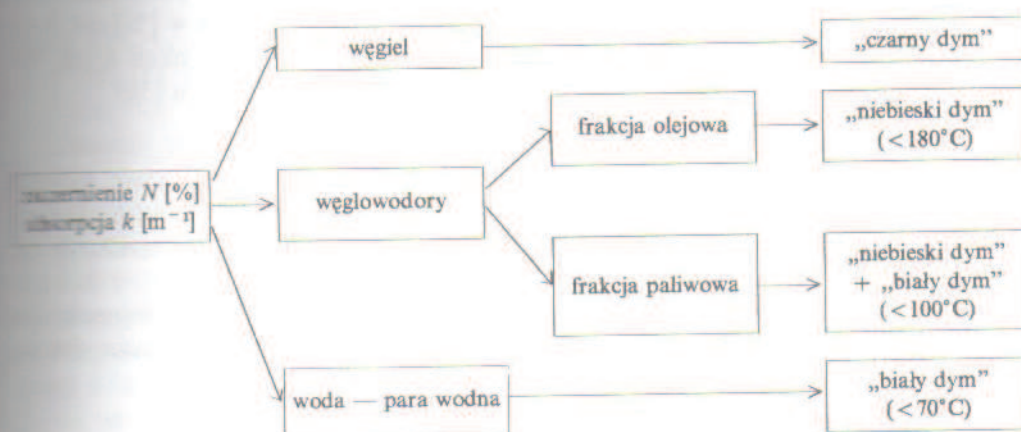 węgiel
„czarny dym”
frakcja olejowa
„niebieski dym”
(<180°C)
zaczernienie N [%]
absorpcja k [m⁻¹]
węglowodory
frakcja paliwowa
„niebieski dym”
+ „biały dym”
(<100°C)
woda — para wodna
„biały dym”
(<70°C)